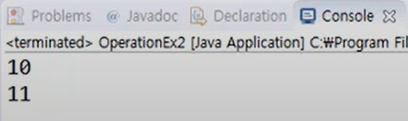 Problems @ Javadoc Declaration Console
<terminated> OperationEx2 [Java Application] C:₩Program Fil
10
11